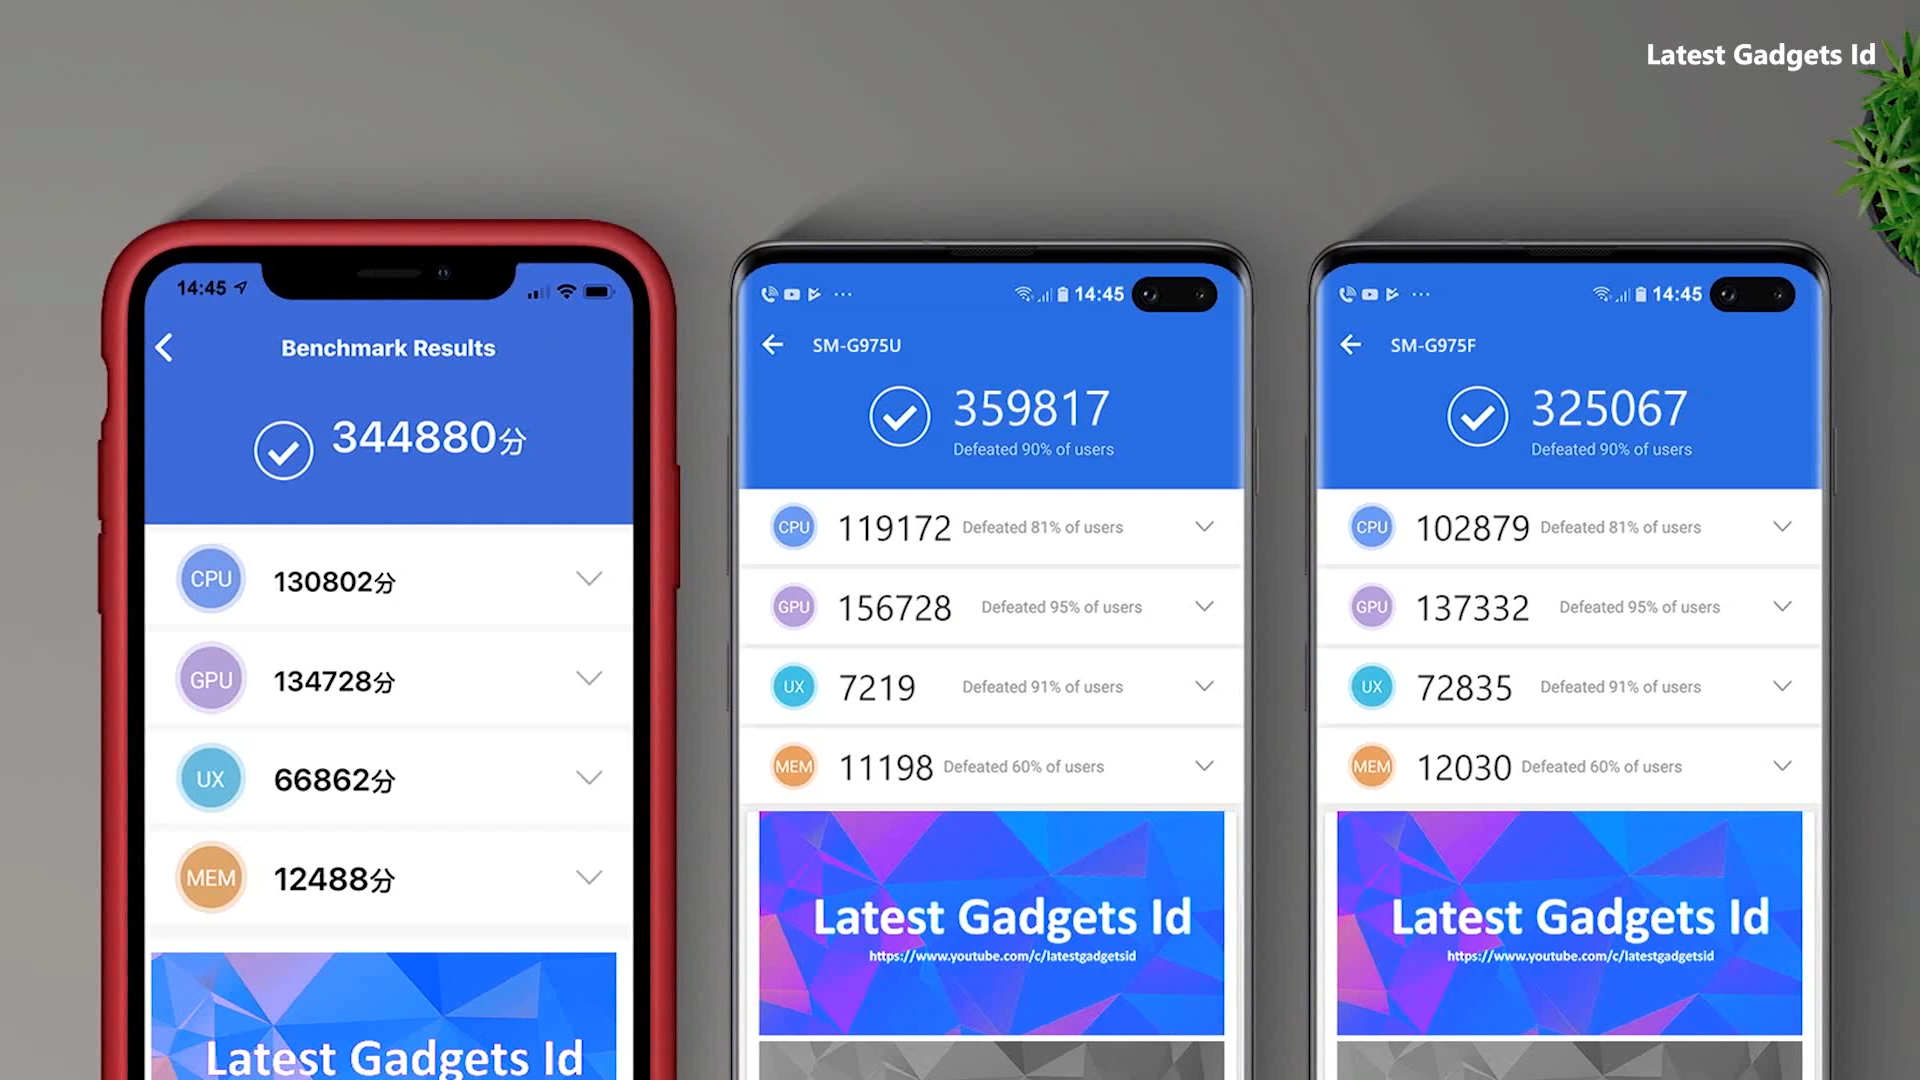 Latest Gadgets Id
14:45
Benchmark Results
344880分
CPU 130802分
GPU 134728分
UX 66862分
MEM 12488分
Latest Gadgets Id
14:45
SM-G975U
359817
Defeated 90% of users
CPU 119172 Defeated 81% of users
GPU 156728 Defeated 95% of users
UX 7219 Defeated 91% of users
MEM 11198 Defeated 60% of users
Latest Gadgets Id
https://www.youtube.com/c/latestgadgetsid
14:45
SM-G975F
325067
Defeated 90% of users
CPU 102879 Defeated 81% of users
GPU 137332 Defeated 95% of users
UX 72835 Defeated 91% of users
MEM 12030 Defeated 60% of users
Latest Gadgets Id
https://www.youtube.com/c/latestgadgetsid